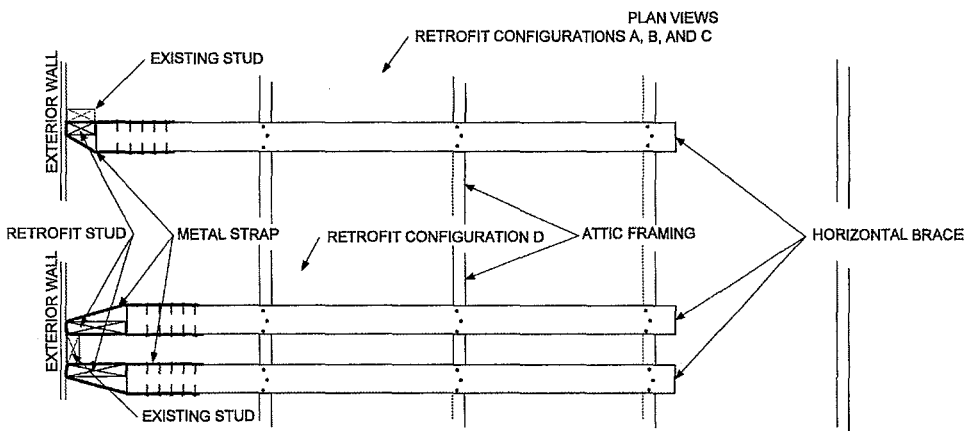 PLAN VIEWS
RETROFIT CONFIGURATIONS A, B, AND C
EXISTING STUD
EXTERIOR WALL
RETROFIT STUD
METAL STRAP
RETROFIT CONFIGURATION D
ATTIC FRAMING
HORIZONTAL BRACE
EXTERIOR WALL
EXISTING STUD